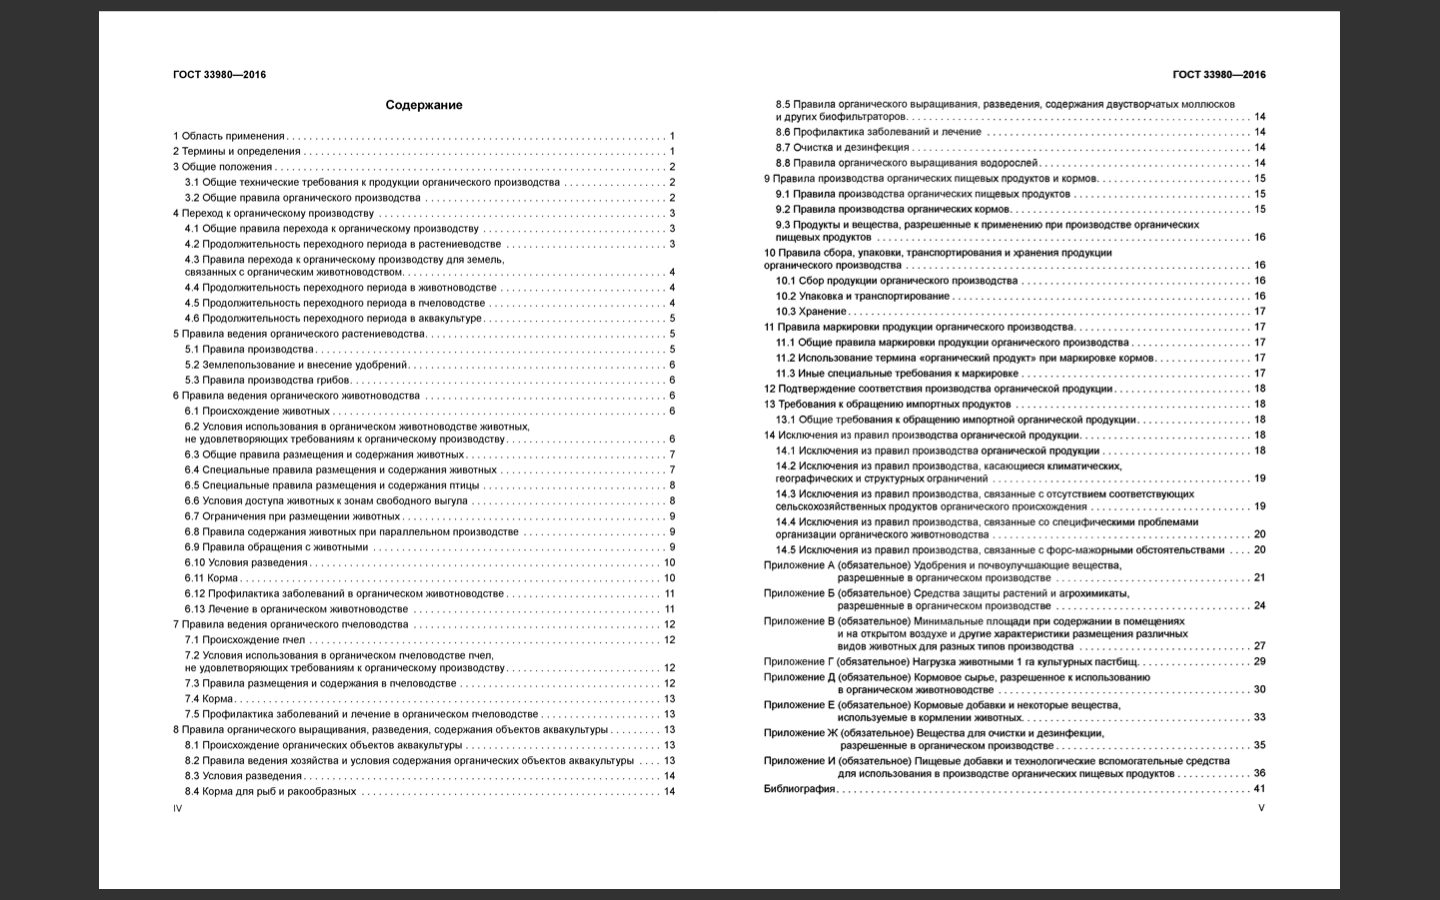 ГОСТ 33980—2016
Содержание
1 Область применения 1
2 Термины и определения 1
3 Общие положения 2
3.1 Общие технические требования к продукции органического производства 2
3.2 Общие правила органического производства 2
4 Переход к органическому производству 3
4.1 Общие правила перехода к органическому производству 3
4.2 Продолжительность переходного периода в растениеводстве 3
4.3 Правила перехода к органическому производству для земель,
связанных с органическим животноводством. 4
4.4 Продолжительность переходного периода в животноводстве 4
4.5 Продолжительность переходного периода в пчеловодстве 4
4.6 Продолжительность переходного периода в аквакультуре 5
5 Правила ведения органического растениеводства. 5
5.1 Правила производства 5
5.2 Землепользование и внесение удобрений 6
5.3 Правила производства грибов 6
6 Правила ведения органического животноводства 6
6.1 Происхождение животных 6
6.2 Условия использования в органическом животноводстве животных,
не удовлетворяющих требованиям к органическому производству 6
6.3 Общие правила размещения и содержания животных 7
6.4 Специальные правила размещения и содержания животных 7
6.5 Специальные правила размещения и содержания птицы 8
6.6 Условия доступа животных к зонам свободного выгула 8
6.7 Ограничения при размещении животных 9
6.8 Правила содержания животных при параллельном производстве 9
6.9 Правила обращения с животными 9
6.10 Условия разведения 10
6.11 Корма 10
6.12 Профилактика заболеваний в органическом животноводстве 11
6.13 Лечение в органическом животноводстве 11
7 Правила ведения органического пчеловодства 12
7.1 Происхождение пчел 12
7.2 Условия использования в органическом пчеловодстве пчел,
не удовлетворяющих требованиям к органическому производству 12
7.3 Правила размещения и содержания в пчеловодстве 12
7.4 Корма 13
7.5 Профилактика заболеваний и лечение в органическом пчеловодстве 13
8 Правила органического выращивания, разведения, содержания объектов аквакультуры 13
8.1 Происхождение органических объектов аквакультуры 13
8.2 Правила ведения хозяйства и условия содержания органических объектов аквакультуры 13
8.3 Условия разведения 14
8.4 Корма для рыб и ракообразных 14
IV
ГОСТ 33980—2016
8.5 Правила органического выращивания, разведения, содержания двустворчатых моллюсков
и других биофильтраторов 14
8.6 Профилактика заболеваний и лечение 14
8.7 Очистка и дезинфекция 14
8.8 Правила органического выращивания водорослей 14
9 Правила производства органических пищевых продуктов и кормов. 15
9.1 Правила производства органических пищевых продуктов 15
9.2 Правила производства органических кормов 15
9.3 Продукты и вещества, разрешенные к применению при производстве органических
пищевых продуктов 16
10 Правила сбора, упаковки, транспортирования и хранения продукции
органического производства 16
10.1 Сбор продукции органического производства 16
10.2 Упаковка и транспортирование 16
10.3 Хранение 17
11 Правила маркировки продукции органического производства. 17
11.1 Общие правила маркировки продукции органического производства 17
11.2 Использование термина «органический продукт» при маркировке кормов 17
11.3 Иные специальные требования к маркировке 17
12 Подтверждение соответствия производства органической продукции 18
13 Требования к обращению импортных продуктов 18
13.1 Общие требования к обращению импортной органической продукции 18
14 Исключения из правил производства органической продукции. 18
14.1 Исключения из правил производства органической продукции 18
14.2 Исключения из правил производства, касающиеся климатических,
географических и структурных ограничений 19
14.3 Исключения из правил производства, связанные с отсутствием соответствующих
сельскохозяйственных продуктов органического происхождения 19
14.4 Исключения из правил производства, связанные со специфическими проблемами
организации органического животноводства 20
14.5 Исключения из правил производства, связанные с форс-мажорными обстоятельствами 20
Приложение А (обязательное) Удобрения и почвоулучшающие вещества,
разрешенные в органическом производстве 21
Приложение Б (обязательное) Средства защиты растений и агрохимикаты,
разрешенные в органическом производстве 24
Приложение В (обязательное) Минимальные площади при содержании в помещениях
и на открытом воздухе и другие характеристики размещения различных
видов животных для разных типов производства 27
Приложение Г (обязательное) Нагрузка животными 1 га культурных пастбищ. 29
Приложение Д (обязательное) Кормовое сырье, разрешенное к использованию
в органическом животноводстве 30
Приложение Е (обязательное) Кормовые добавки и некоторые вещества,
используемые в кормлении животных. 33
Приложение Ж (обязательное) Вещества для очистки и дезинфекции,
разрешенные в органическом производстве 35
Приложение И (обязательное) Пищевые добавки и технологические вспомогательные средства
для использования в производстве органических пищевых продуктов 36
Библиография 41
V